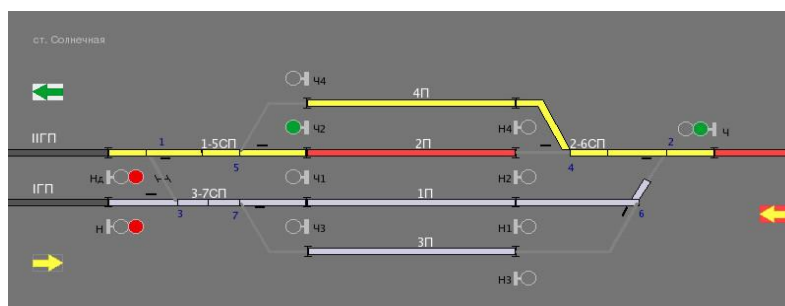 ст. Солнечная
Ч4
4П
IIГП
1
1-5СП
Ч2
2П
Н4
2-6СП
2
Ч
5
4
Нд
Ч1
Н2
IГП
3-7СП
1П
3
7
6
Н
Ч3
Н1
3П
Н3